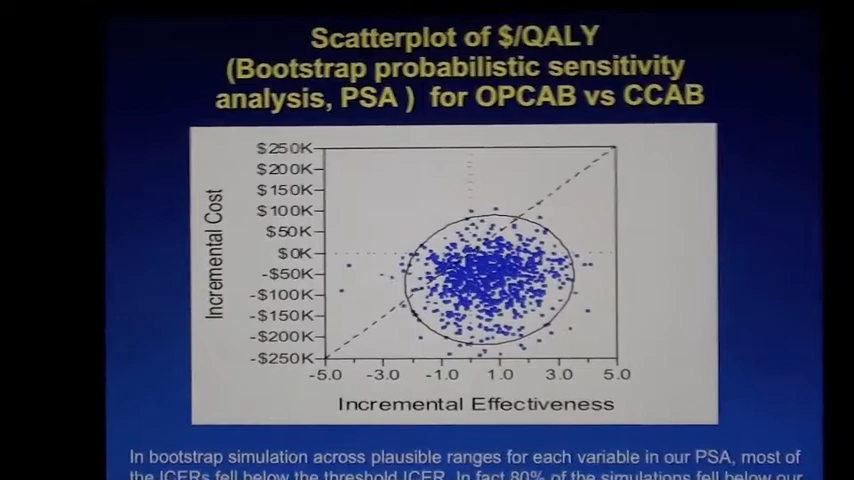 Scatterplot of $/QALY
(Bootstrap probabilistic sensitivity
analysis, PSA ) for OPCAB vs CCAB
$250K
$200K
$150K
$100K
$50K
$0K
-$50K
-$100K
-$150K
-$200K
-$250K
Incremental Cost
-5.0 -3.0 -1.0 1.0 3.0 5.0
Incremental Effectiveness
In bootstrap simulation across plausible ranges for each variable in our PSA, most of
the ICERs fell below the threshold ICER. In fact 80% of the simulations fell below our